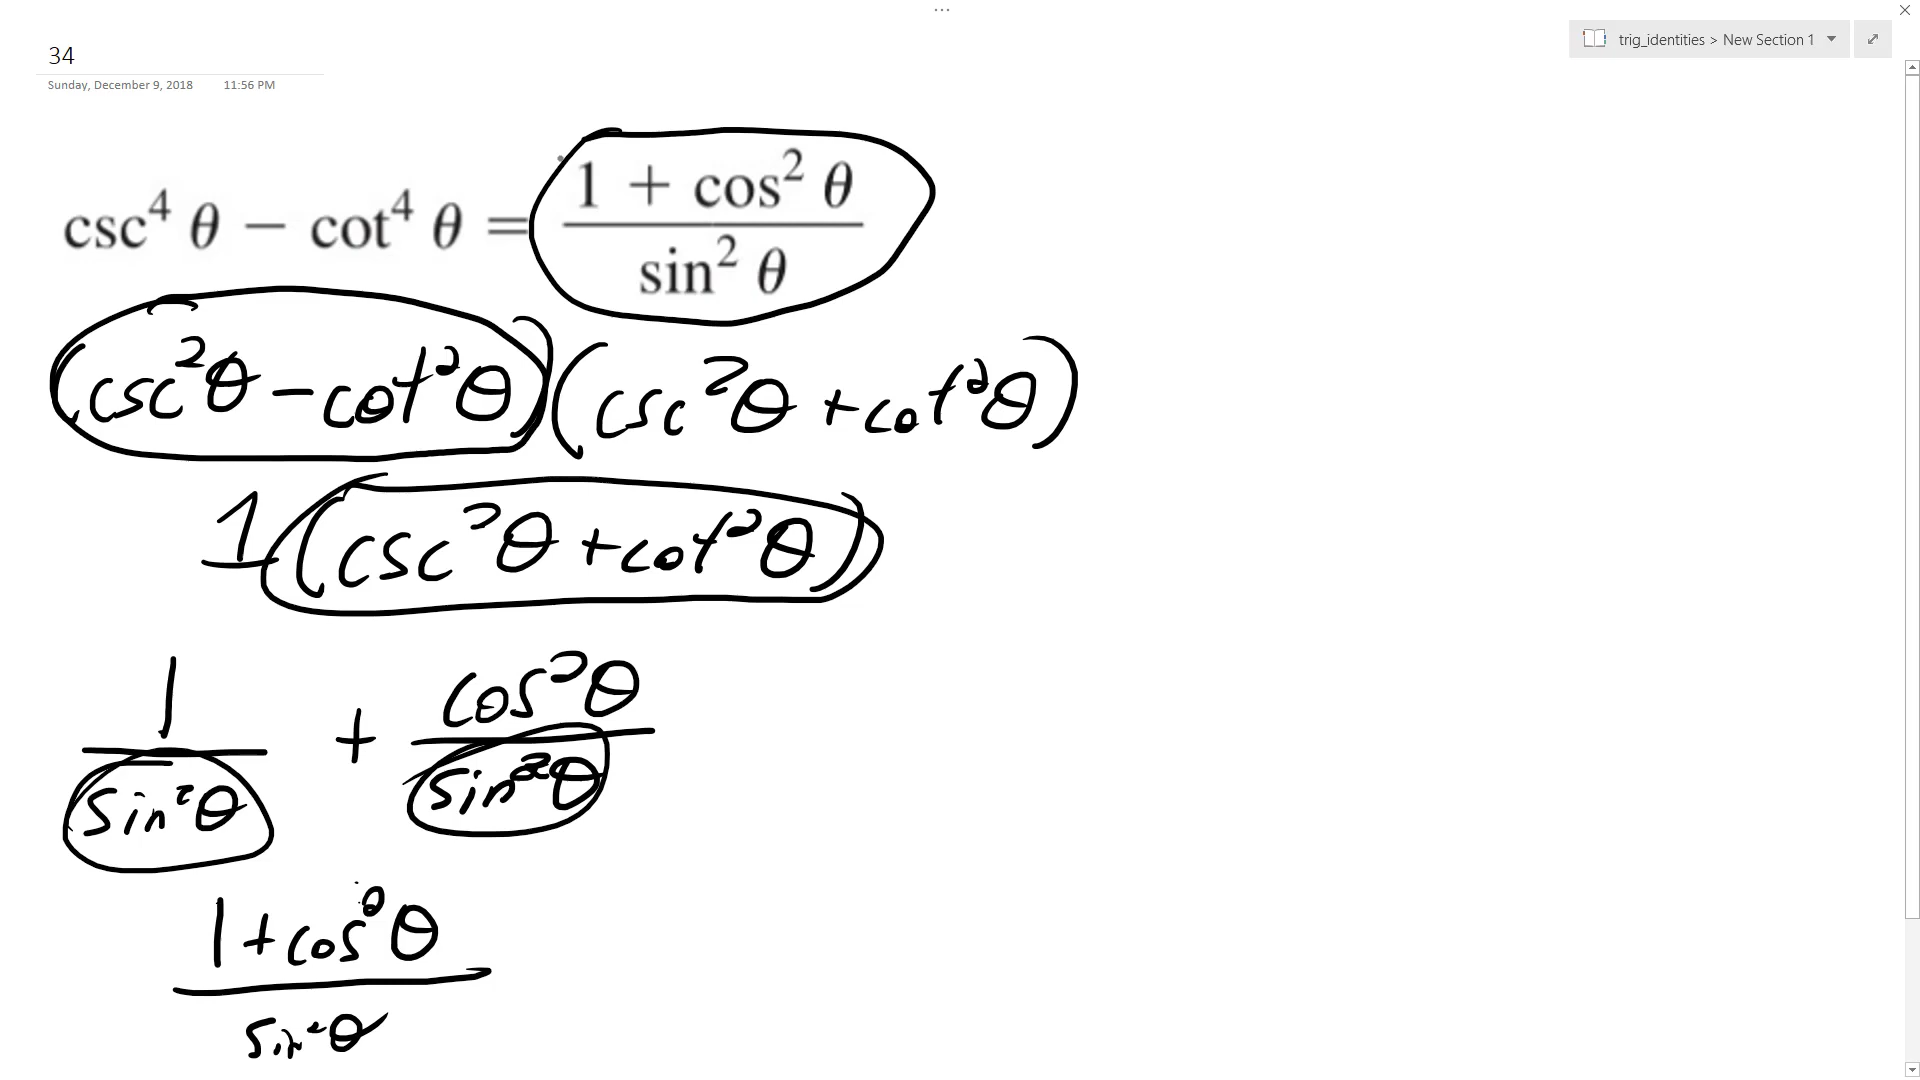 ...
34
trig_identities > New Section 1
Sunday, December 9, 2018 11:56 PM
csc⁴ θ − cot⁴ θ = (1 + cos² θ)/(sin² θ)
(csc²θ − cot²θ)(csc²θ + cot²θ)
1(csc²θ + cot²θ)
1/(sin²θ) + (cos²θ)/(sin²θ)
(1 + cos²θ)/(sin²θ)